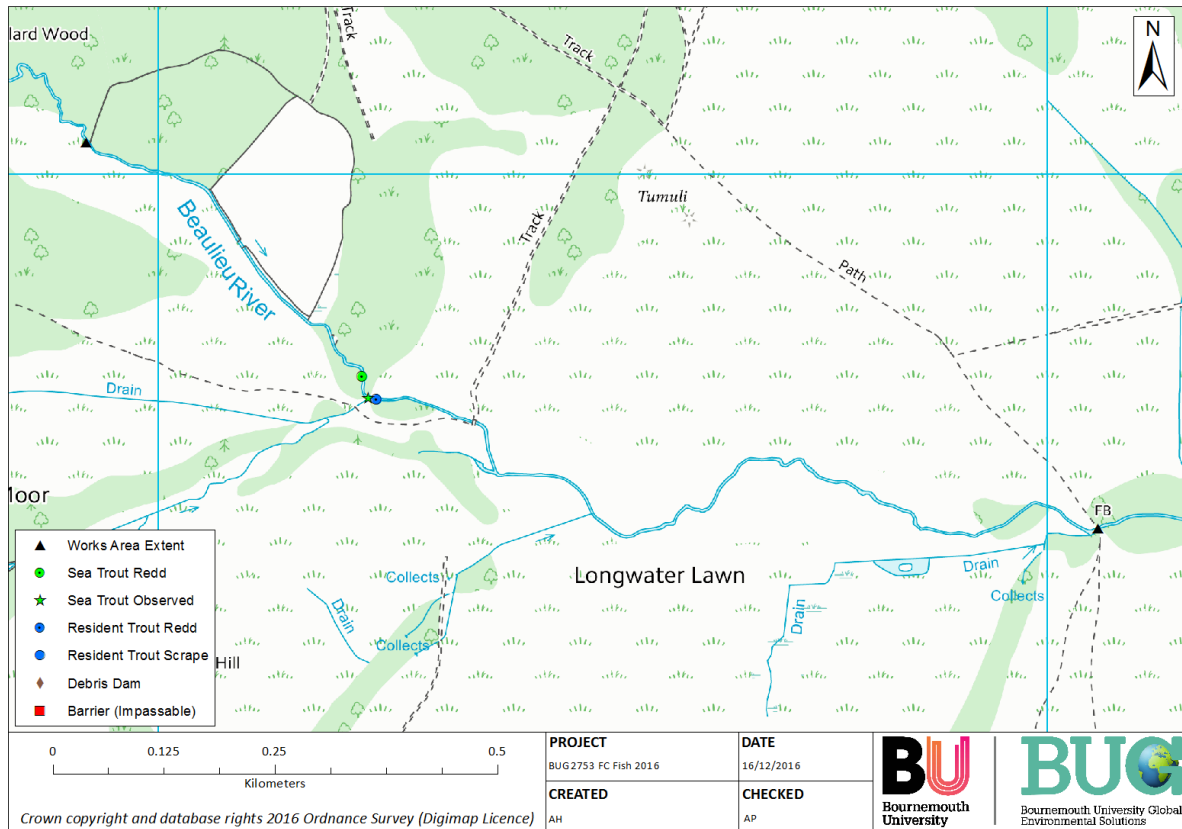 lard Wood
Track
Track
N
Tumuli
Track
Beaulieu River
Path
Drain
Moor
FB
Works Area Extent
Sea Trout Redd
Sea Trout Observed
Resident Trout Redd
Resident Trout Scrape
Debris Dam
Barrier (Impassable)
Collects
Longwater Lawn
Drain
Drain
Collects
Drain
Collects
Hill
0 0.125 0.25 0.5
Kilometers
Crown copyright and database rights 2016 Ordnance Survey (Digimap Licence)
PROJECT
BUG2753 FC Fish 2016
DATE
16/12/2016
CREATED
AH
CHECKED
AP
BU
Bournemouth
University
BUG
Bournemouth University Global
Environmental Solutions